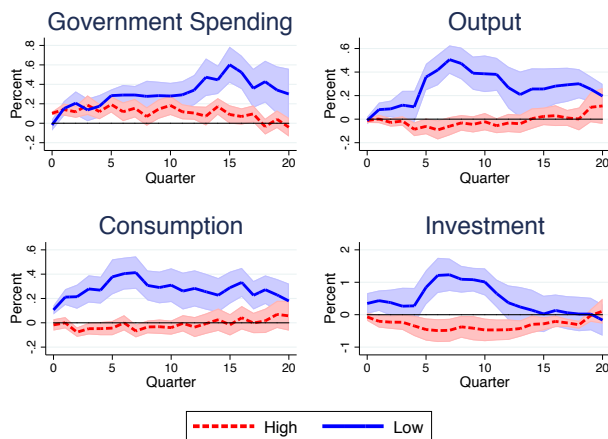 Government Spending
Percent
.8
.6
.4
.2
0
-.2
0 5 10 15 20
Quarter
Output
Percent
.6
.4
.2
0
-.2
0 5 10 15 20
Quarter
Consumption
Percent
.6
.4
.2
0
-.2
0 5 10 15 20
Quarter
Investment
Percent
2
1
0
-1
0 5 10 15 20
Quarter
High Low